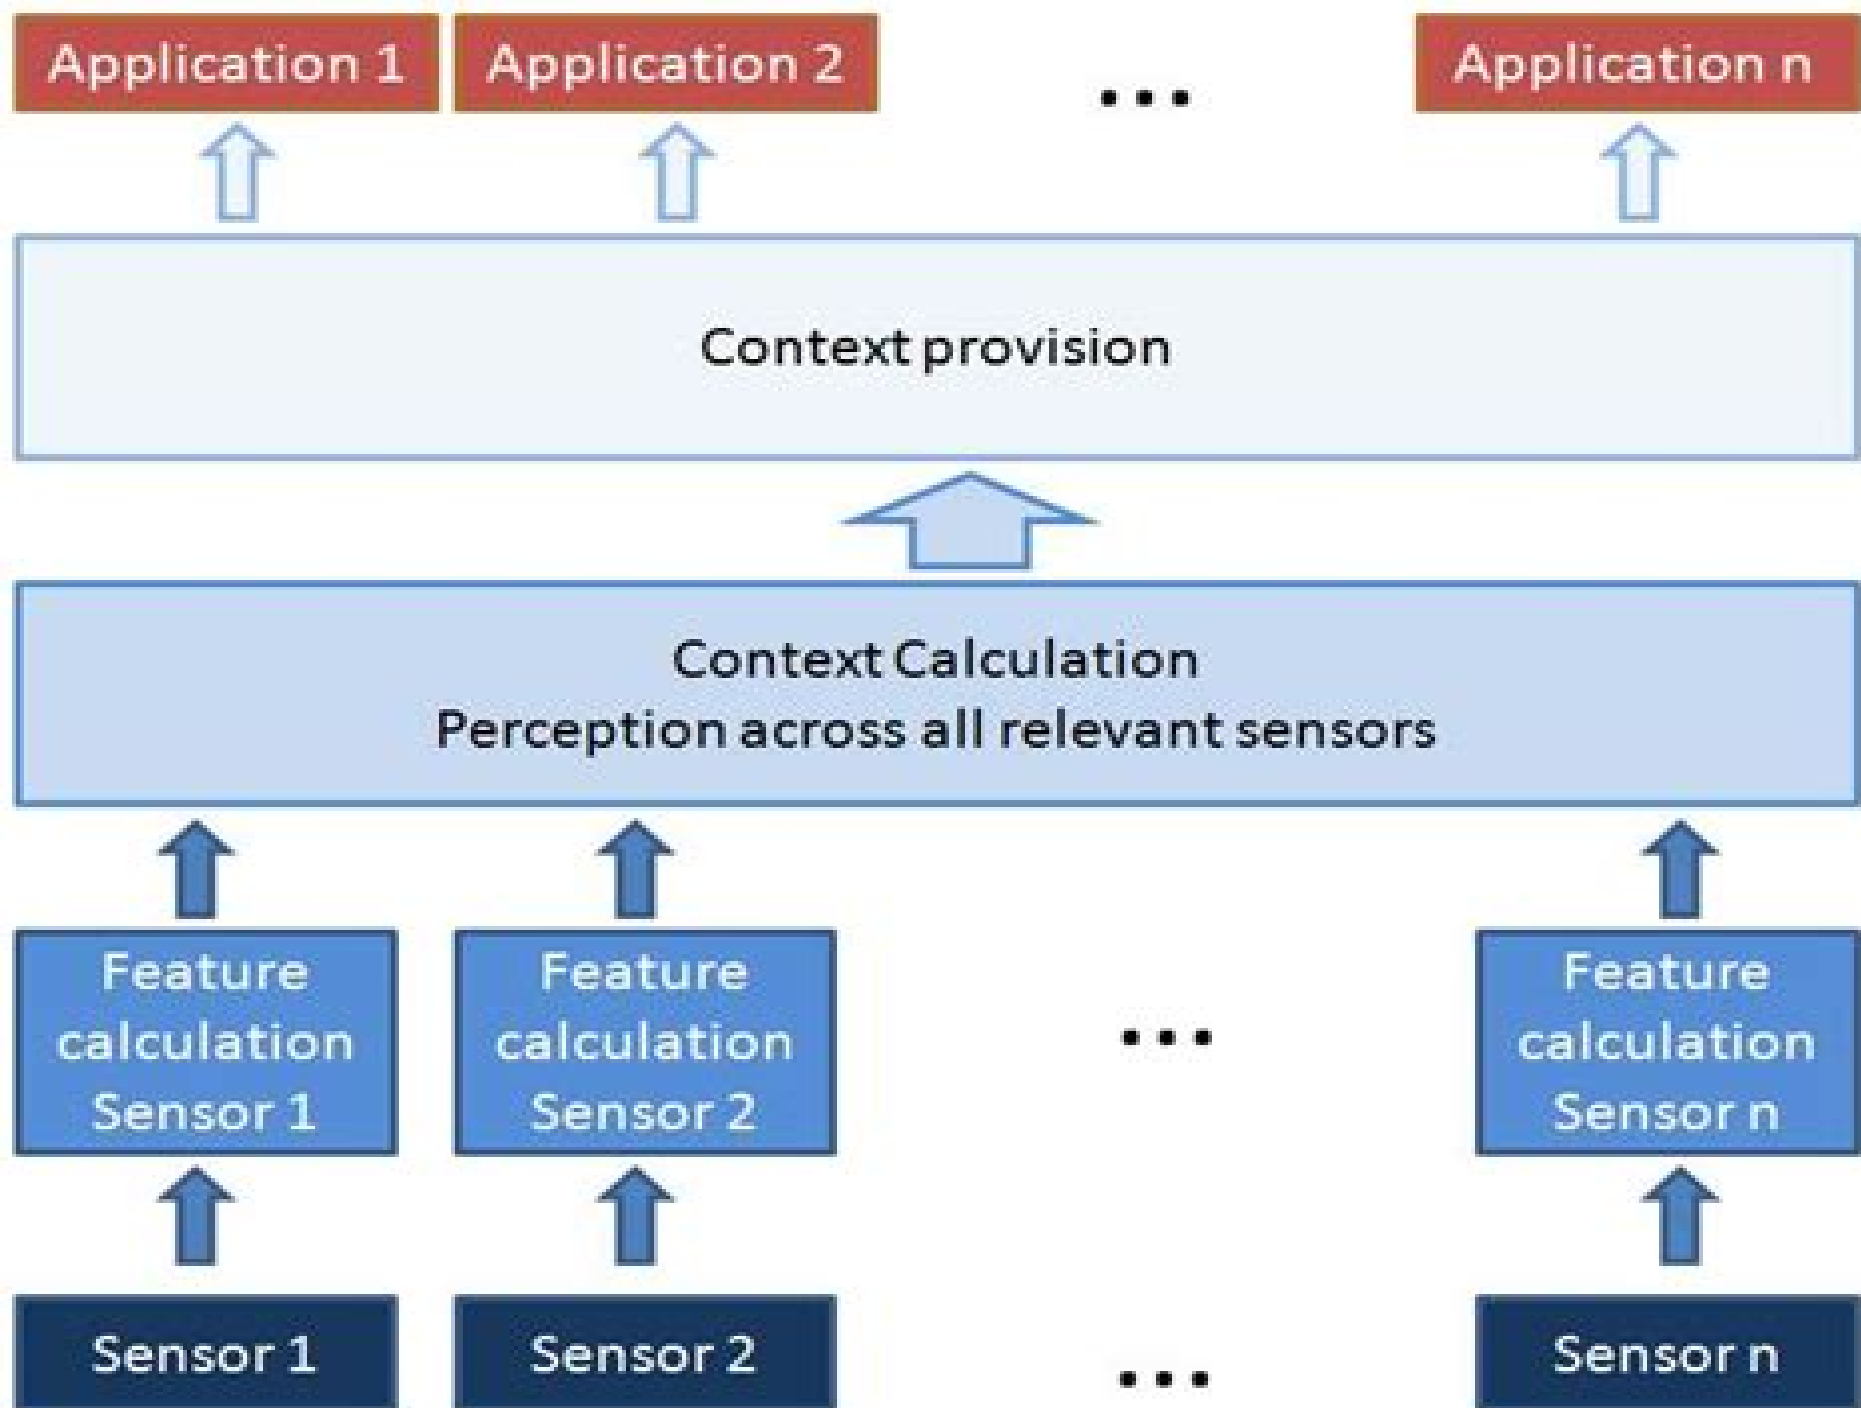 Application 1
Application 2
...
Application n
Context provision
Context Calculation
Perception across all relevant sensors
Feature
calculation
Sensor 1
Feature
calculation
Sensor 2
...
Feature
calculation
Sensor n
Sensor 1
Sensor 2
...
Sensor n